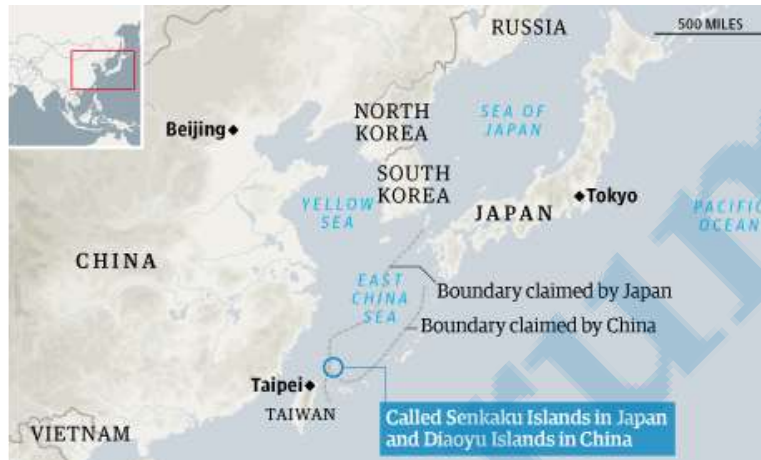 RUSSIA
500 MILES
NORTH
KOREA
SEA OF
JAPAN
Beijing
SOUTH
KOREA
YELLOW
SEA
JAPAN
Tokyo
PACIFIC
OCEAN
CHINA
EAST
CHINA
SEA
Boundary claimed by Japan
Boundary claimed by China
Taipei
TAIWAN
Called Senkaku Islands in Japan
and Diaoyu Islands in China
VIETNAM